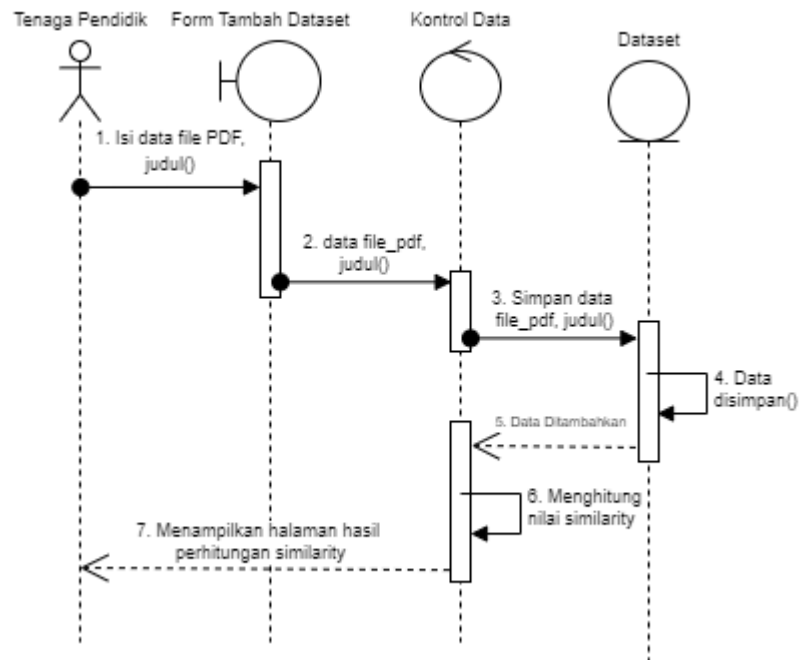 Tenaga Pendidik
Form Tambah Dataset
Kontrol Data
Dataset
1. Isi data file PDF,
judul()
2. data file_pdf,
judul()
3. Simpan data
file_pdf, judul()
4. Data
disimpan()
5. Data Ditambahkan
6. Menghitung
nilai similarity
7. Menampilkan halaman hasil
perhitungan similarity